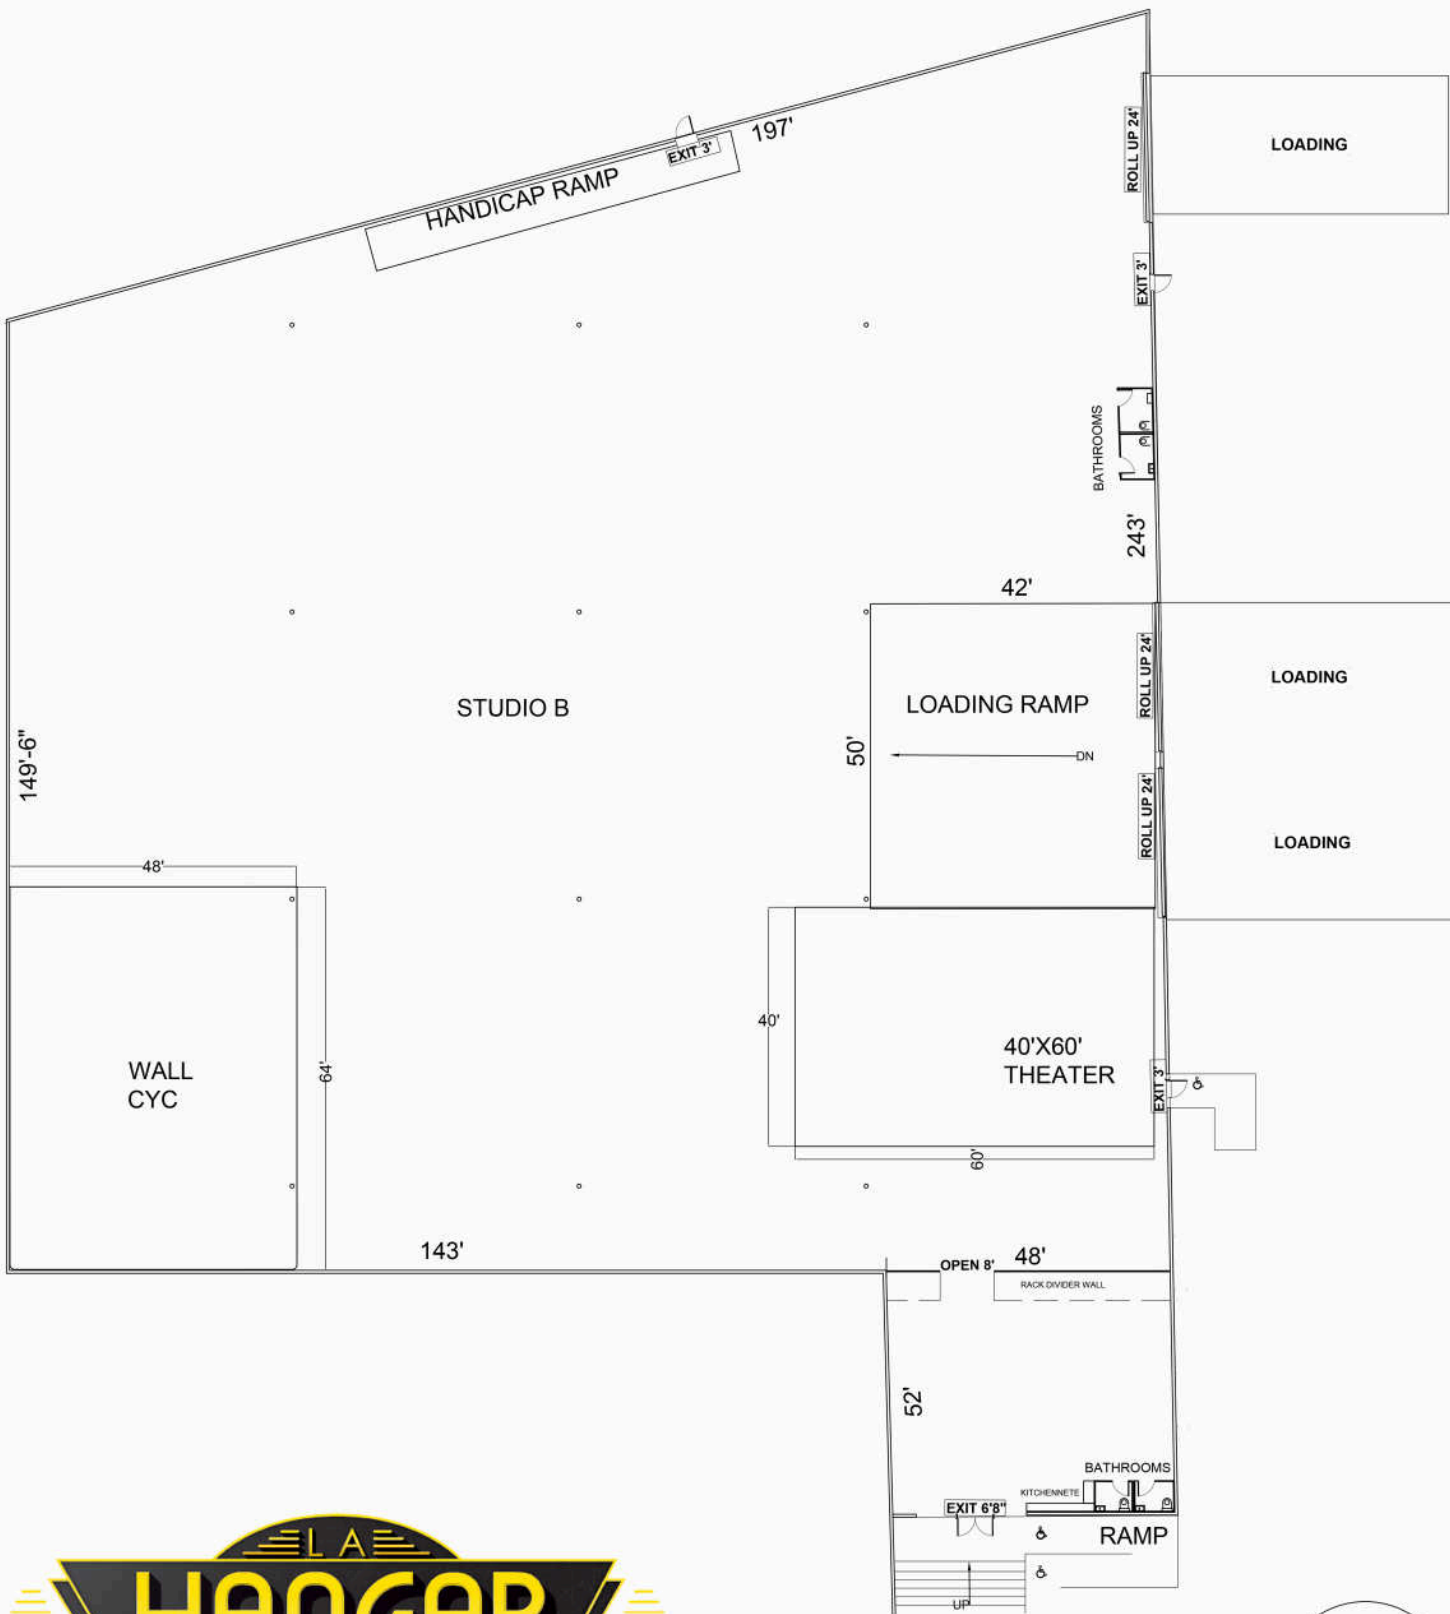 197'
EXIT 3'
HANDICAP RAMP
ROLL UP 24'
LOADING
EXIT 3'
BATHROOMS
243'
42'
STUDIO B
LOADING RAMP
ROLL UP 24'
LOADING
149'-6"
50'
DN
ROLL UP 24'
LOADING
48'
WALL
CYC
64'
40'
40'X60'
THEATER
EXIT 3'
60'
143'
OPEN 8'
48'
RACK DIVIDER WALL
52'
BATHROOMS
KITCHENNETE
EXIT 6'8"
RAMP
UP
LA
HANGAR